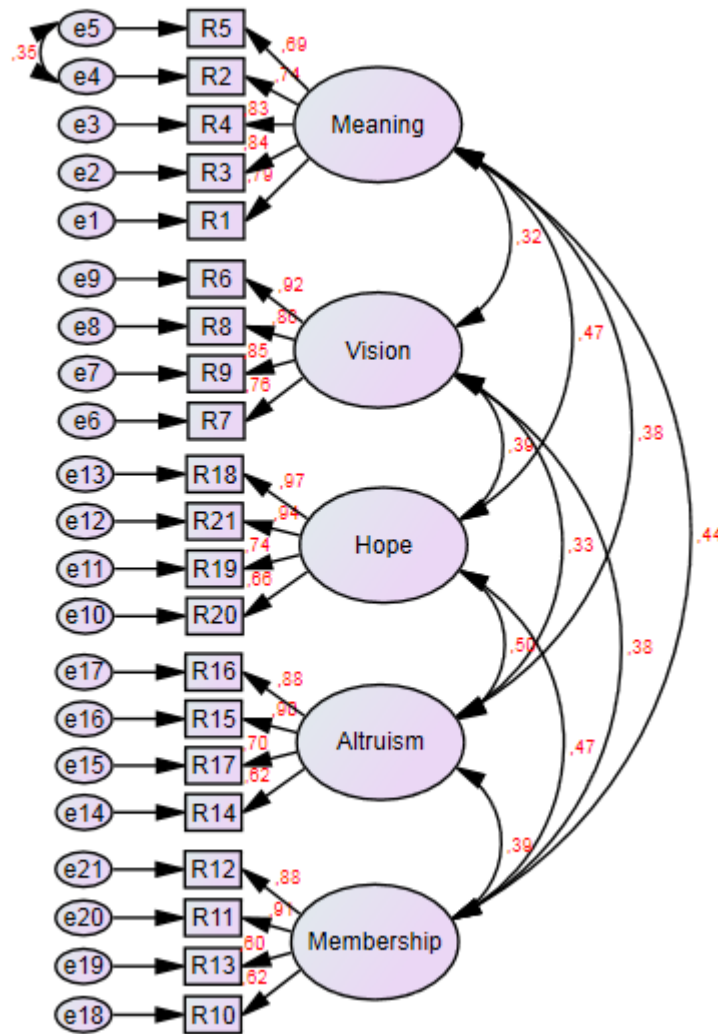 e5 R5 ,69
,35
e4 R2 ,74
e3 R4 ,83
Meaning
e2 R3 ,84
e1 R1 ,79
,32
e9 R6 ,92
e8 R8
Vision
,47
e7 R9 ,85
e6 R7 ,76
,38
,39
e13 R18 ,97
e12 R21 ,94
Hope
,33
,44
e11 R19 ,74
e10 R20 ,66
,50
,38
e17 R16 ,88
e16 R15
Altruism
,47
e15 R17 ,70
e14 R14 ,62
,39
e21 R12 ,88
e20 R11 ,91
Membership
e19 R13 ,60
e18 R10 ,62